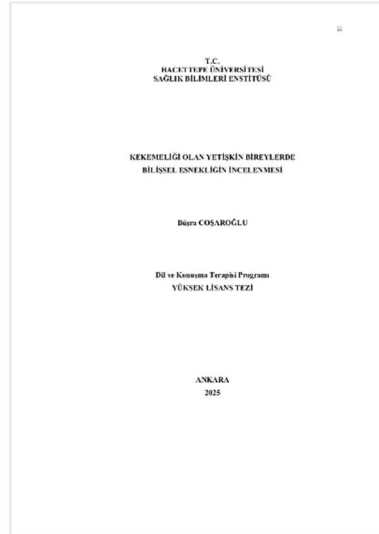 T.C.
HACETTEPE ÜNİVERSİTESİ
SAĞLIK BİLİMLERİ ENSTİTÜSÜ
KEKEMELİĞİ OLAN YETİŞKİN BİREYLERDE
BİLİŞSEL ESNEKLİĞİN İNCELENMESİ
Büşra COŞAROĞLU
Dil ve Konuşma Terapisi Programı
YÜKSEK LİSANS TEZİ
ANKARA
2025